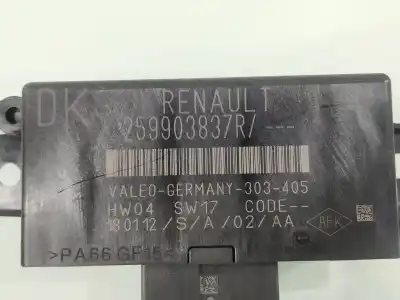 DK RENAULT
259903837R/
VALEO-GERMANY-303-405
HW04 SW17 CODE--
180112/S/A/02/AA
>PA66 GF15<